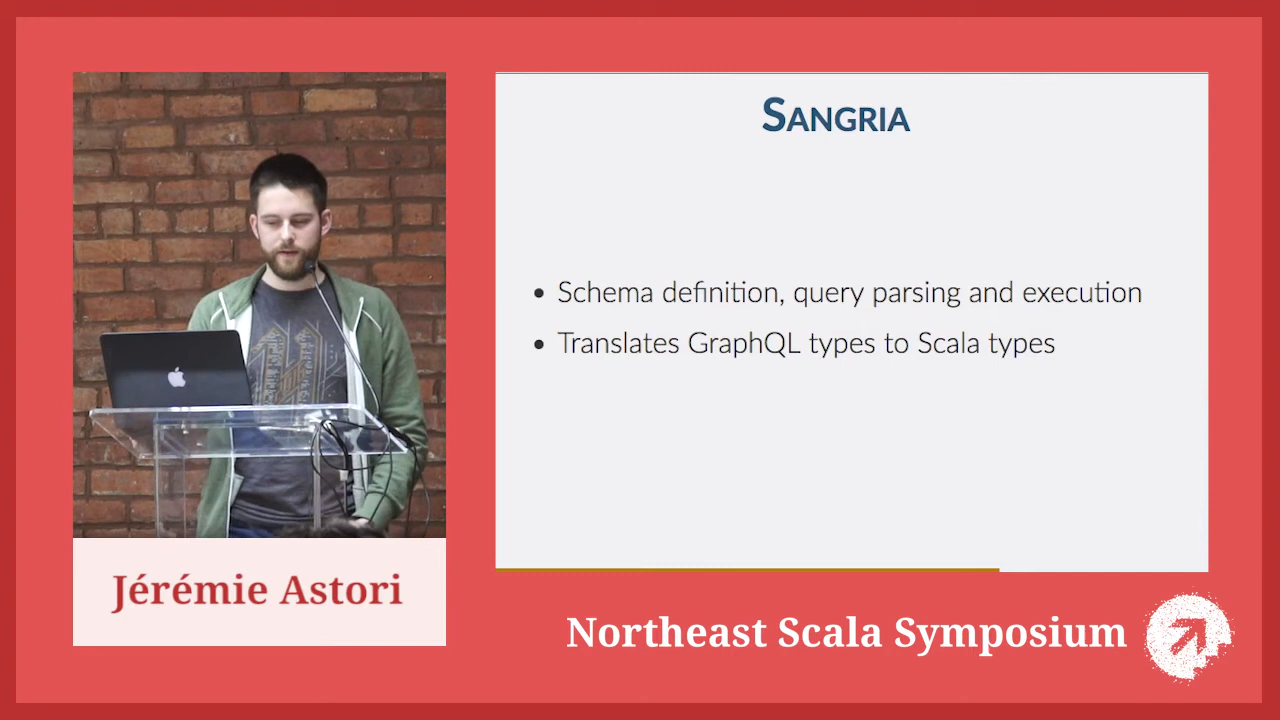 Sangria
• Schema definition, query parsing and execution
• Translates GraphQL types to Scala types
Jérémie Astori
Northeast Scala Symposium